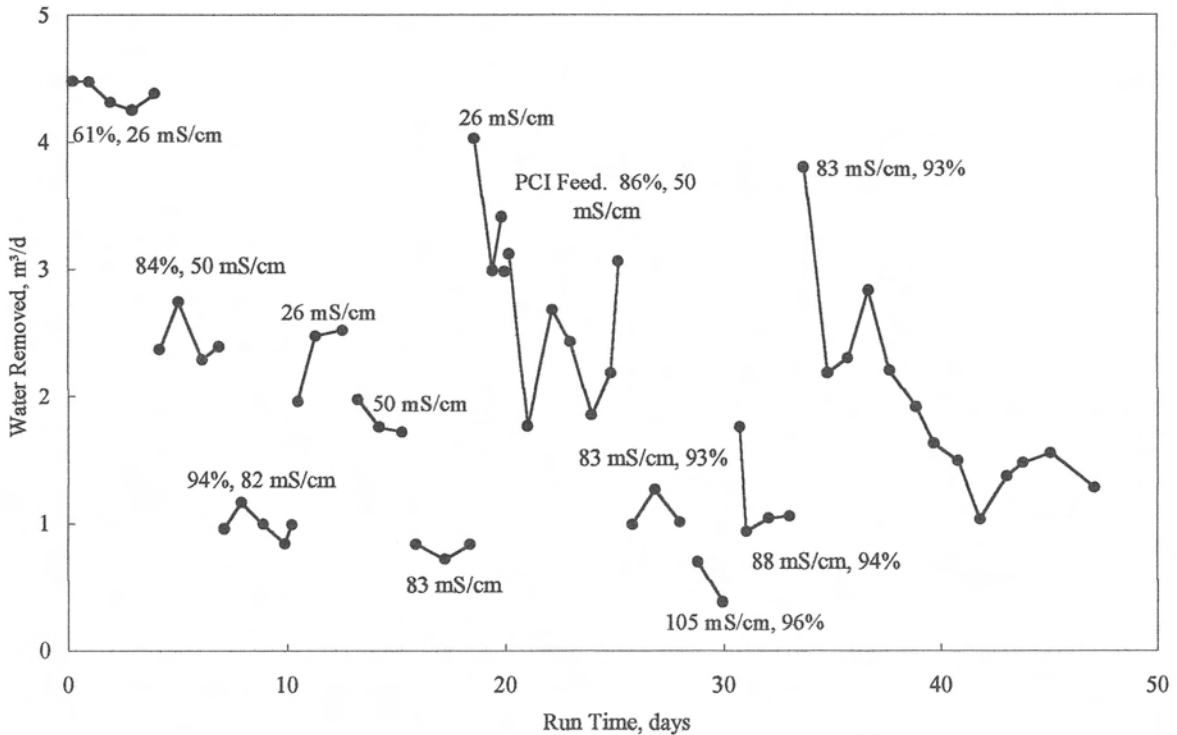 5
4
3
2
1
0
Water Removed, m³/d
61%, 26 mS/cm
84%, 50 mS/cm
94%, 82 mS/cm
26 mS/cm
50 mS/cm
83 mS/cm
26 mS/cm
PCI Feed. 86%, 50
mS/cm
83 mS/cm, 93%
105 mS/cm, 96%
88 mS/cm, 94%
83 mS/cm, 93%
0
10
20
30
40
50
Run Time, days